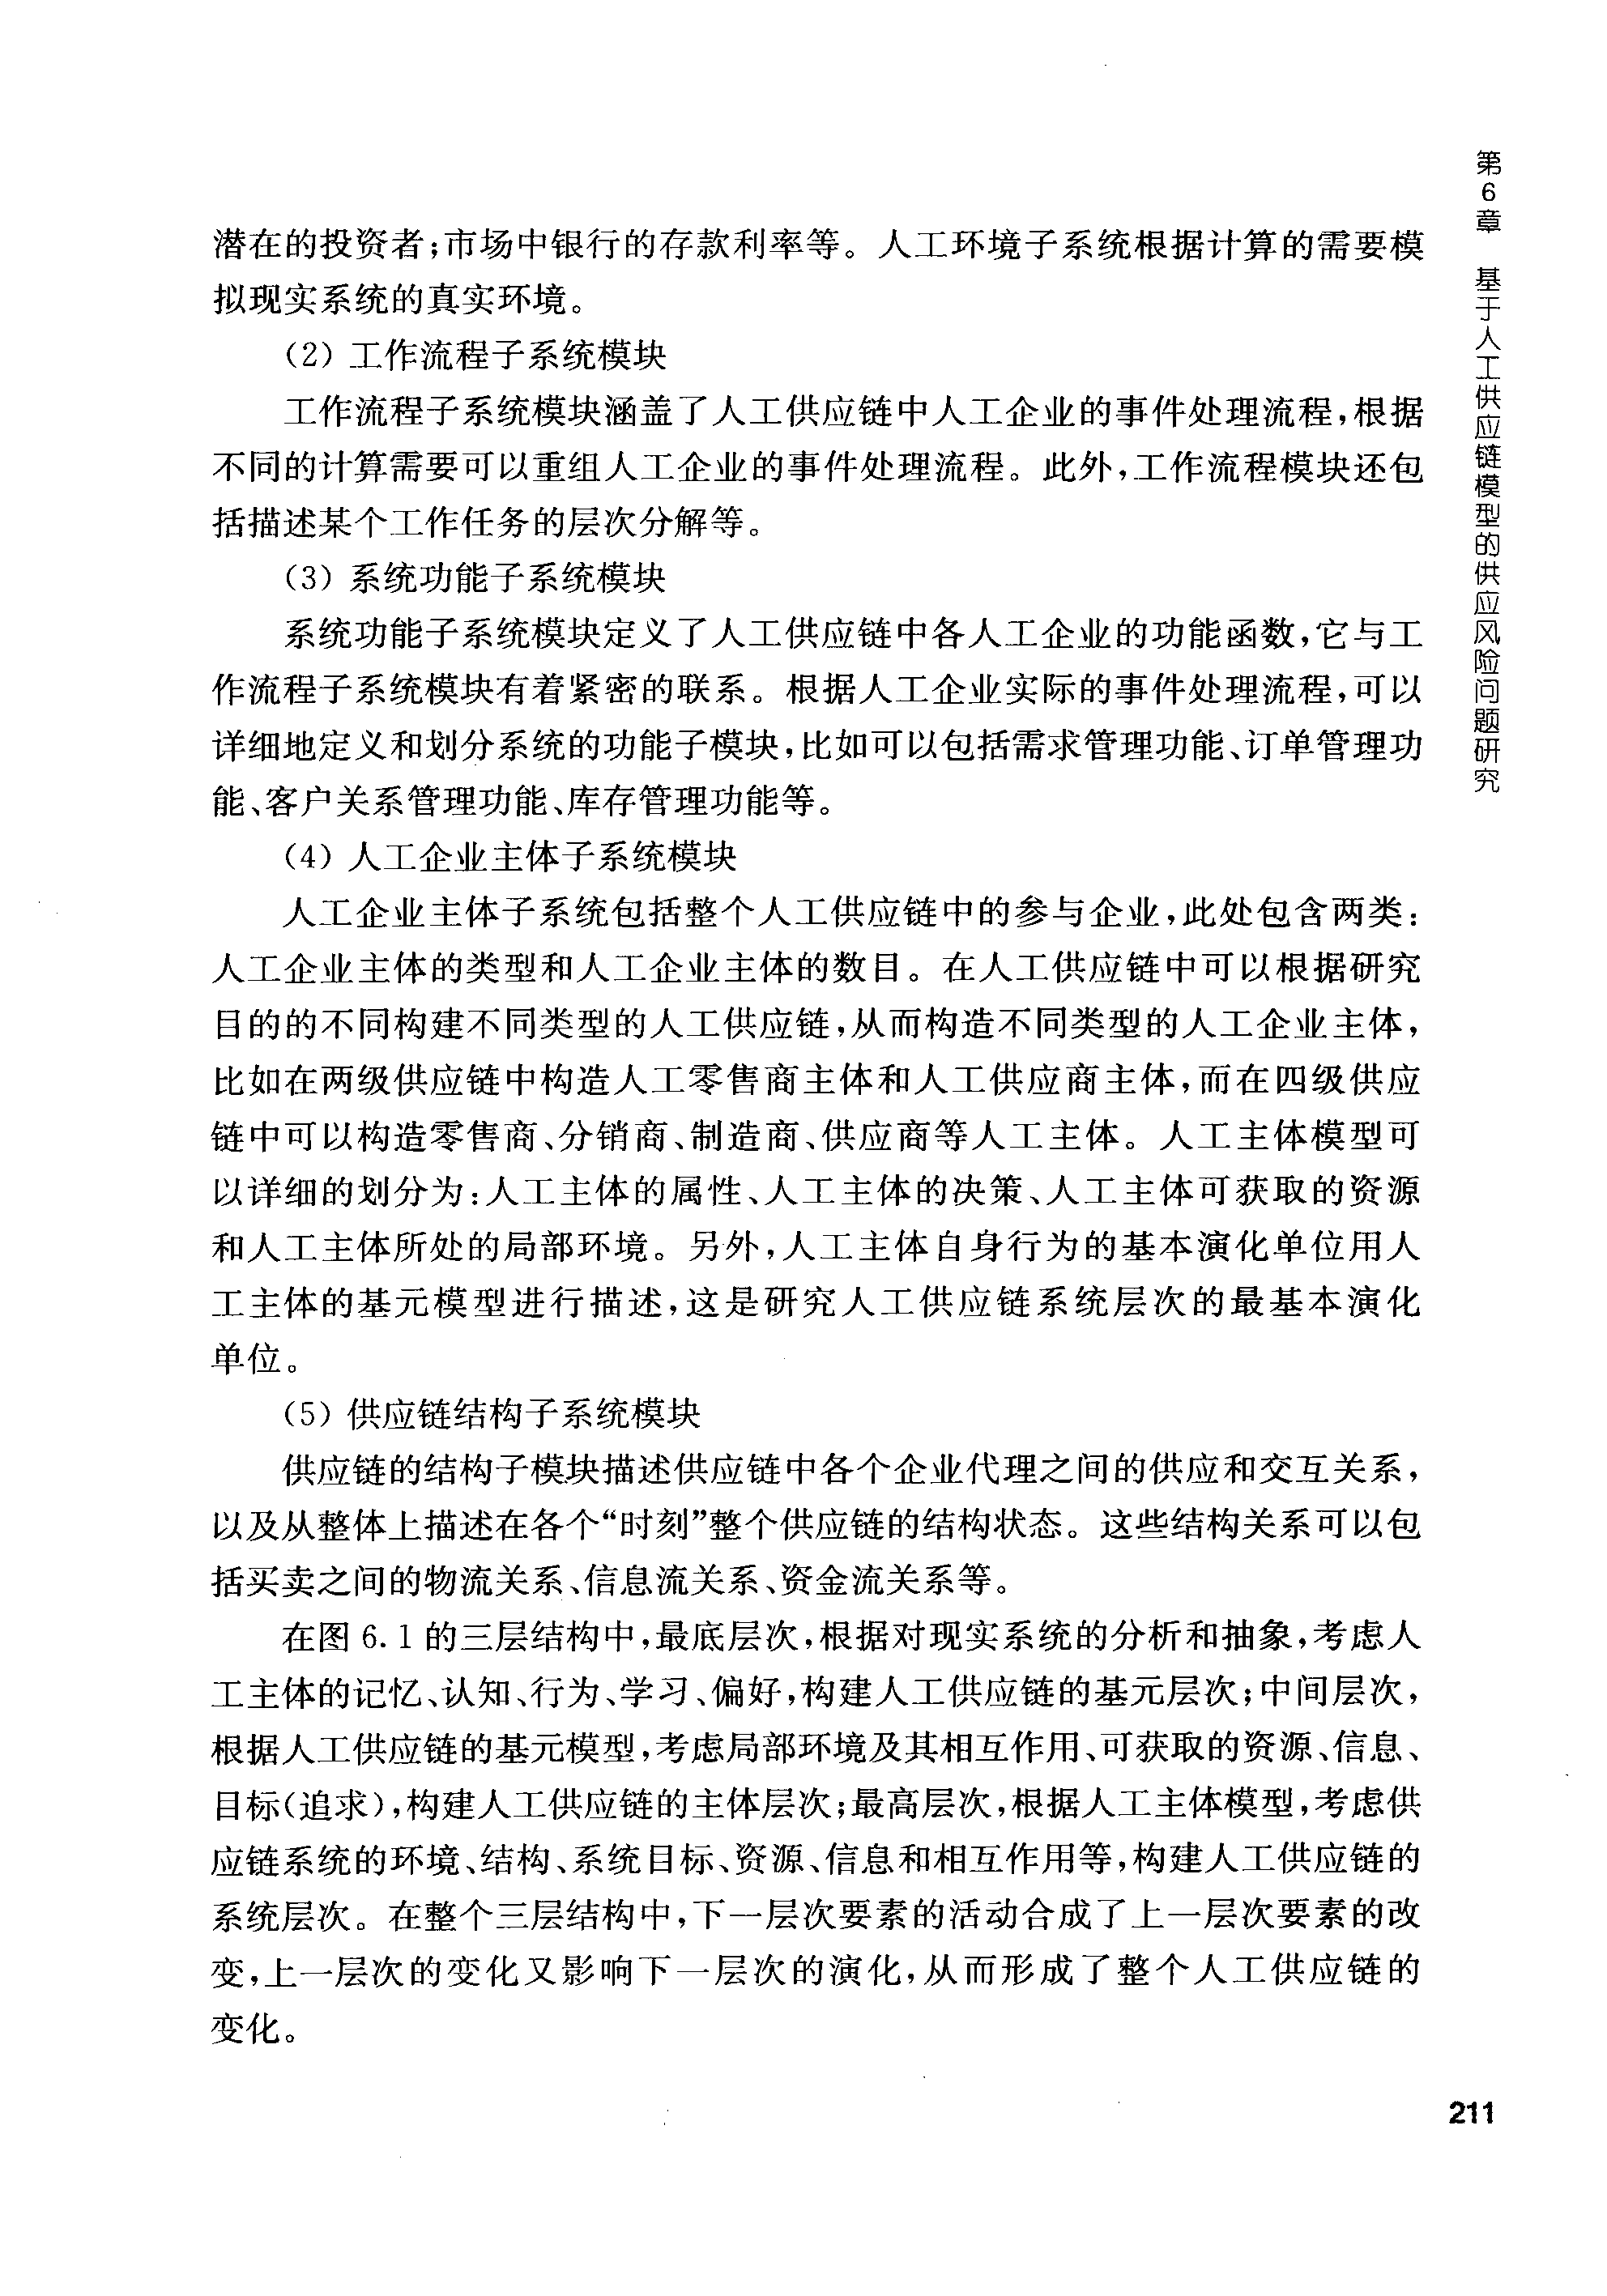 第6章　基于人工供应链模型的供应风险问题研究
潜在的投资者;市场中银行的存款利率等。人工环境子系统根据计算的需要模
拟现实系统的真实环境。
（2）工作流程子系统模块
工作流程子系统模块涵盖了人工供应链中人工企业的事件处理流程,根据
不同的计算需要可以重组人工企业的事件处理流程。此外,工作流程模块还包
括描述某个工作任务的层次分解等。
（3）系统功能子系统模块
系统功能子系统模块定义了人工供应链中各人工企业的功能函数,它与工
作流程子系统模块有着紧密的联系。根据人工企业实际的事件处理流程,可以
详细地定义和划分系统的功能子模块,比如可以包括需求管理功能、订单管理功
能、客户关系管理功能、库存管理功能等。
（4）人工企业主体子系统模块
人工企业主体子系统包括整个人工供应链中的参与企业,此处包含两类:
人工企业主体的类型和人工企业主体的数目。在人工供应链中可以根据研究
目的的不同构建不同类型的人工供应链,从而构造不同类型的人工企业主体,
比如在两级供应链中构造人工零售商主体和人工供应商主体,而在四级供应
链中可以构造零售商、分销商、制造商、供应商等人工主体。人工主体模型可
以详细的划分为:人工主体的属性、人工主体的决策、人工主体可获取的资源
和人工主体所处的局部环境。另外,人工主体自身行为的基本演化单位用人
工主体的基元模型进行描述,这是研究人工供应链系统层次的最基本演化
单位。
（5）供应链结构子系统模块
供应链的结构子模块描述供应链中各个企业代理之间的供应和交互关系,
以及从整体上描述在各个“时刻”整个供应链的结构状态。这些结构关系可以包
括买卖之间的物流关系、信息流关系、资金流关系等。
在图 6.1 的三层结构中,最底层次,根据对现实系统的分析和抽象,考虑人
工主体的记忆、认知、行为、学习、偏好,构建人工供应链的基元层次;中间层次,
根据人工供应链的基元模型,考虑局部环境及其相互作用、可获取的资源、信息、
目标(追求),构建人工供应链的主体层次;最高层次,根据人工主体模型,考虑供
应链系统的环境、结构、系统目标、资源、信息和相互作用等,构建人工供应链的
系统层次。在整个三层结构中,下一层次要素的活动合成了上一层次要素的改
变,上一层次的变化又影响下一层次的演化,从而形成了整个人工供应链的
变化。
211